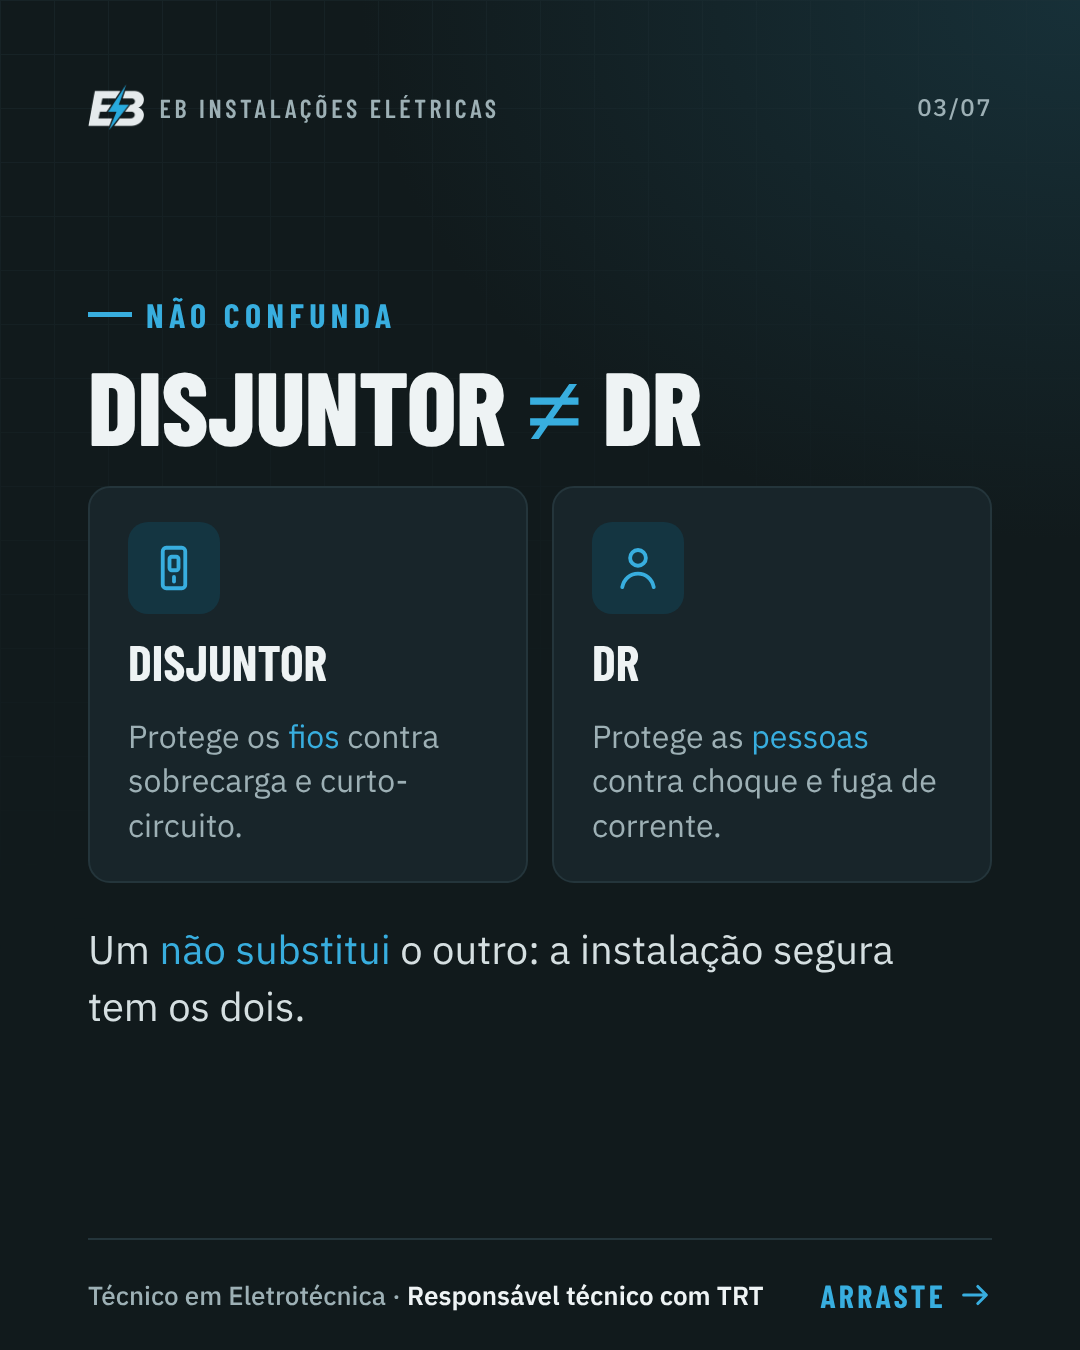 EB EB INSTALAÇÕES ELÉTRICAS
03/07
NÃO CONFUNDA
DISJUNTOR ≠ DR
DISJUNTOR
Protege os fios contra
sobrecarga e curto-
circuito.
DR
Protege as pessoas
contra choque e fuga de
corrente.
Um não substitui o outro: a instalação segura
tem os dois.
Técnico em Eletrotécnica · Responsável técnico com TRT
ARRASTE →